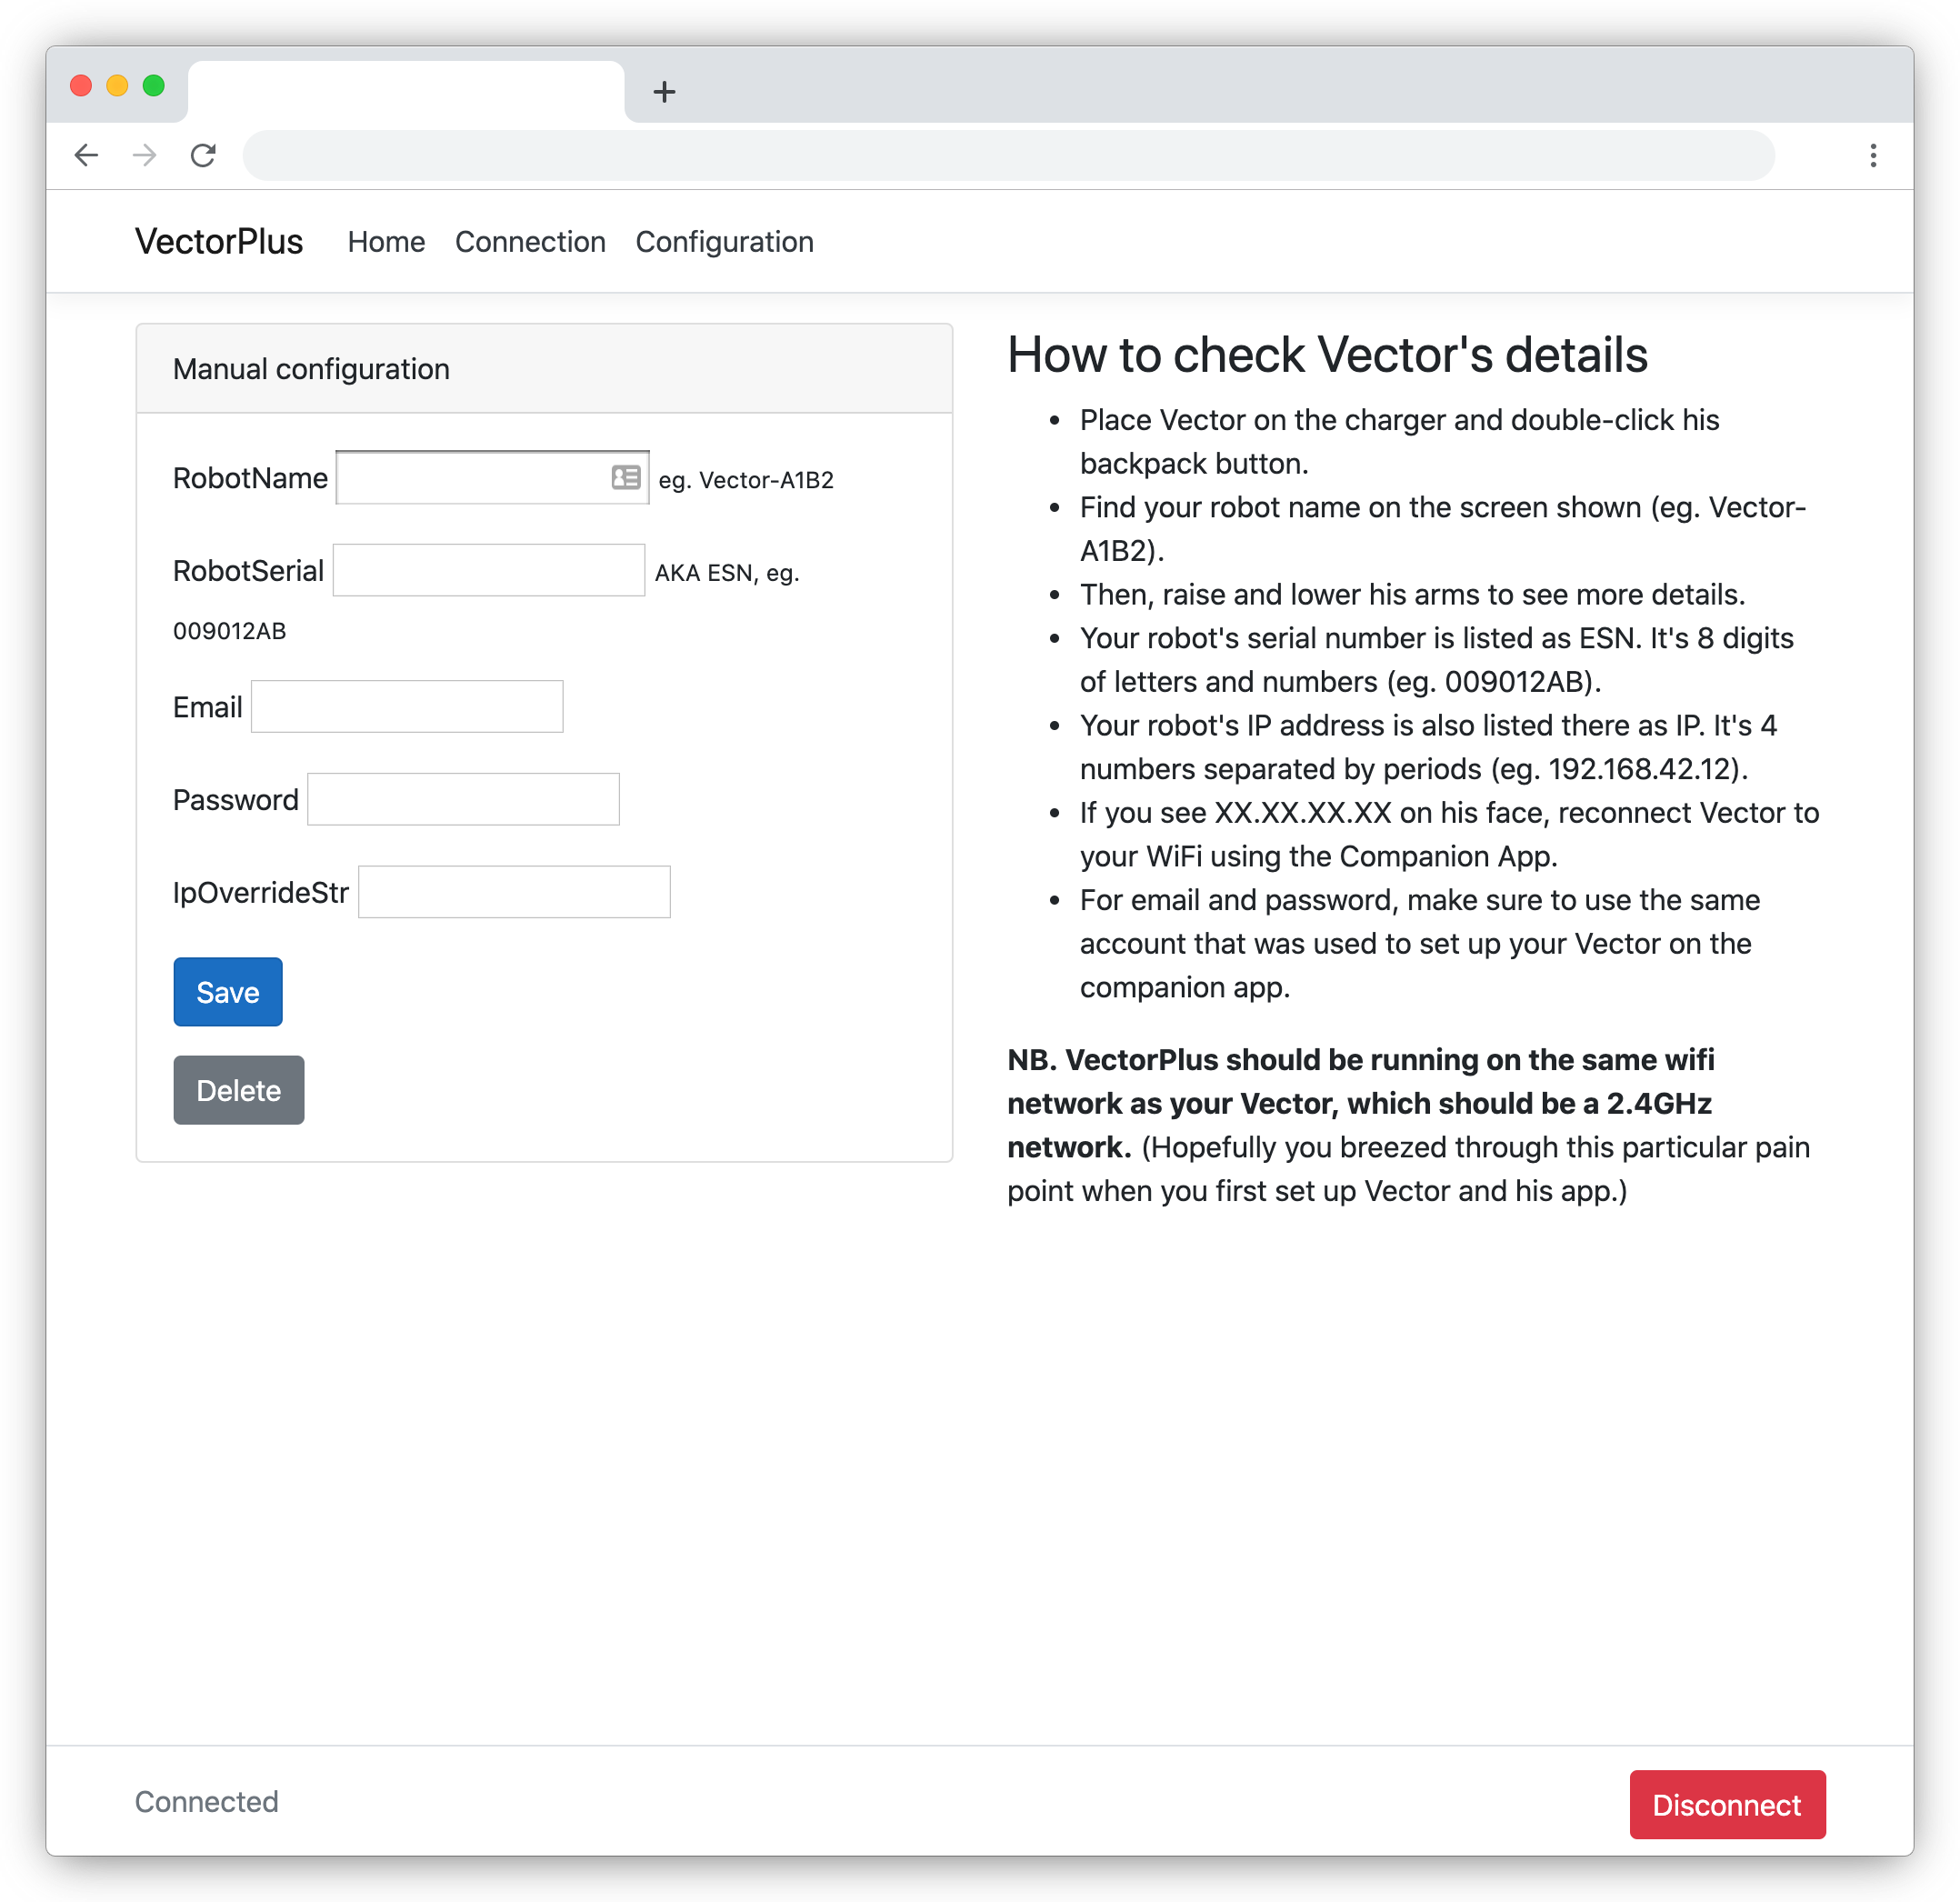 VectorPlus Home Connection Configuration
Manual configuration
RobotName eg. Vector-A1B2
RobotSerial AKA ESN, eg.
009012AB
Email
Password
IpOverrideStr
Save
Delete
How to check Vector's details
• Place Vector on the charger and double-click his
backpack button.
• Find your robot name on the screen shown (eg. Vector-
A1B2).
• Then, raise and lower his arms to see more details.
• Your robot's serial number is listed as ESN. It's 8 digits
of letters and numbers (eg. 009012AB).
• Your robot's IP address is also listed there as IP. It's 4
numbers separated by periods (eg. 192.168.42.12).
• If you see XX.XX.XX.XX on his face, reconnect Vector to
your WiFi using the Companion App.
• For email and password, make sure to use the same
account that was used to set up your Vector on the
companion app.
NB. VectorPlus should be running on the same wifi
network as your Vector, which should be a 2.4GHz
network. (Hopefully you breezed through this particular pain
point when you first set up Vector and his app.)
Connected
Disconnect